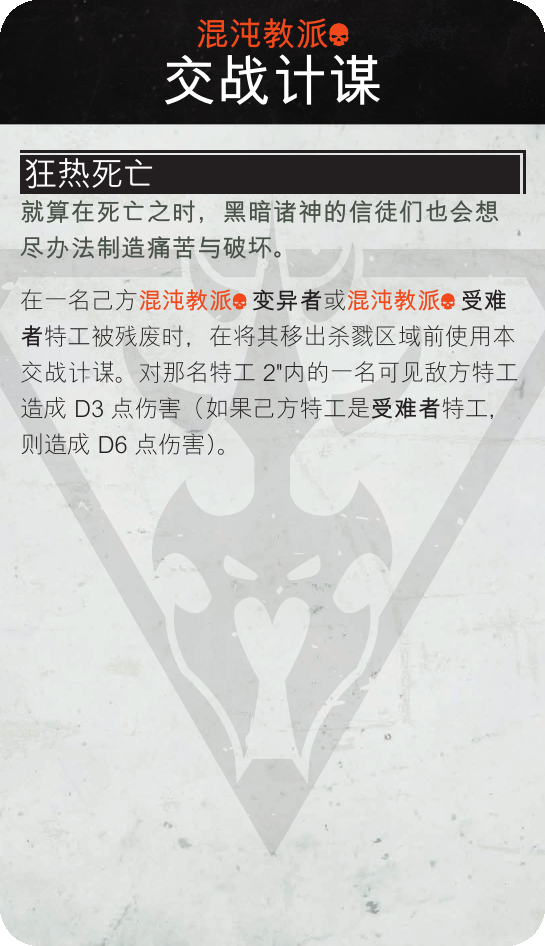 混沌教派
交战计谋
狂热死亡
就算在死亡之时，黑暗诸神的信徒们也会想
尽办法制造痛苦与破坏。
在一名己方混沌教派 变异者或混沌教派 受难
者特工被残废时，在将其移出杀戮区域前使用本
交战计谋。对那名特工 2"内的一名可见敌方特工
造成 D3 点伤害（如果己方特工是受难者特工，
则造成 D6 点伤害）。